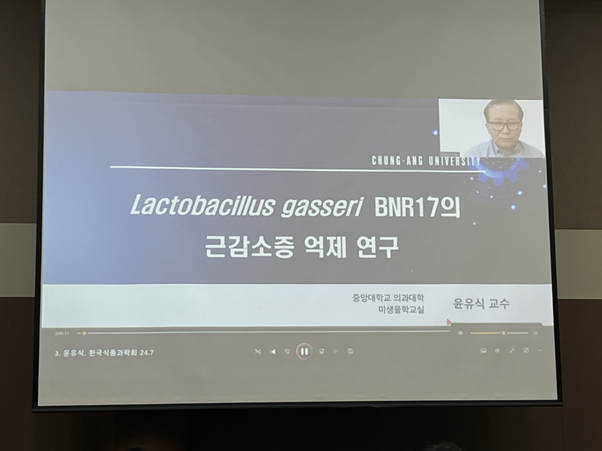 CHUNG-ANG UNIVERSITY
Lactobacillus gasseri BNR17의
근감소증 억제 연구
중앙대학교 의과대학
미생물학교실
윤유식 교수
3. 윤유식. 한국식품과학회 24.7